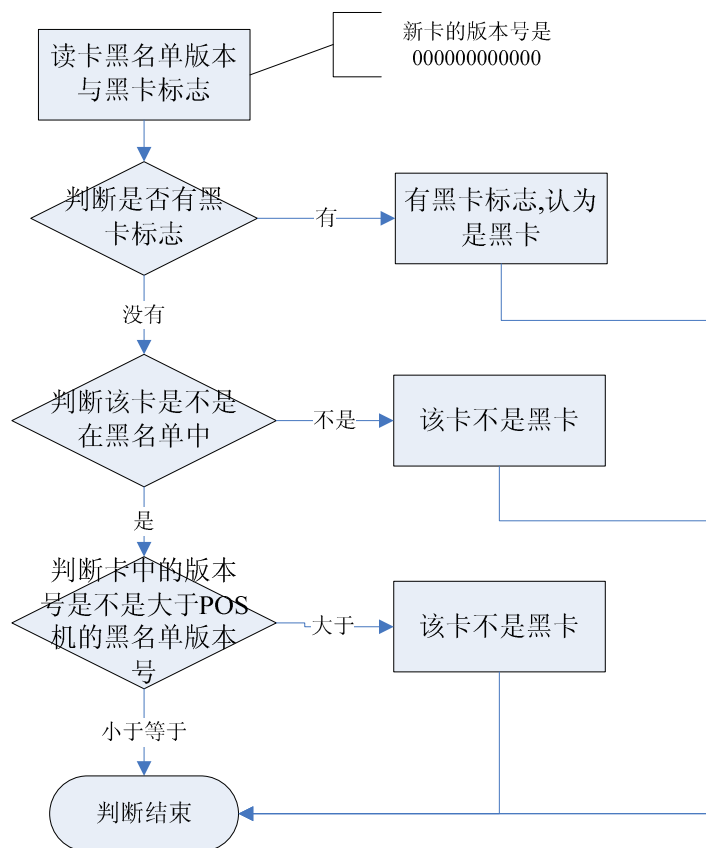 读卡黑名单版本
与黑卡标志
新卡的版本号是
000000000000
判断是否有黑
卡标志
有
有黑卡标志,认为
是黑卡
没有
判断该卡是不是
在黑名单中
不是
该卡不是黑卡
是
判断卡中的版本
号是不是大于POS
机的黑名单版本
号
大于
该卡不是黑卡
小于等于
判断结束